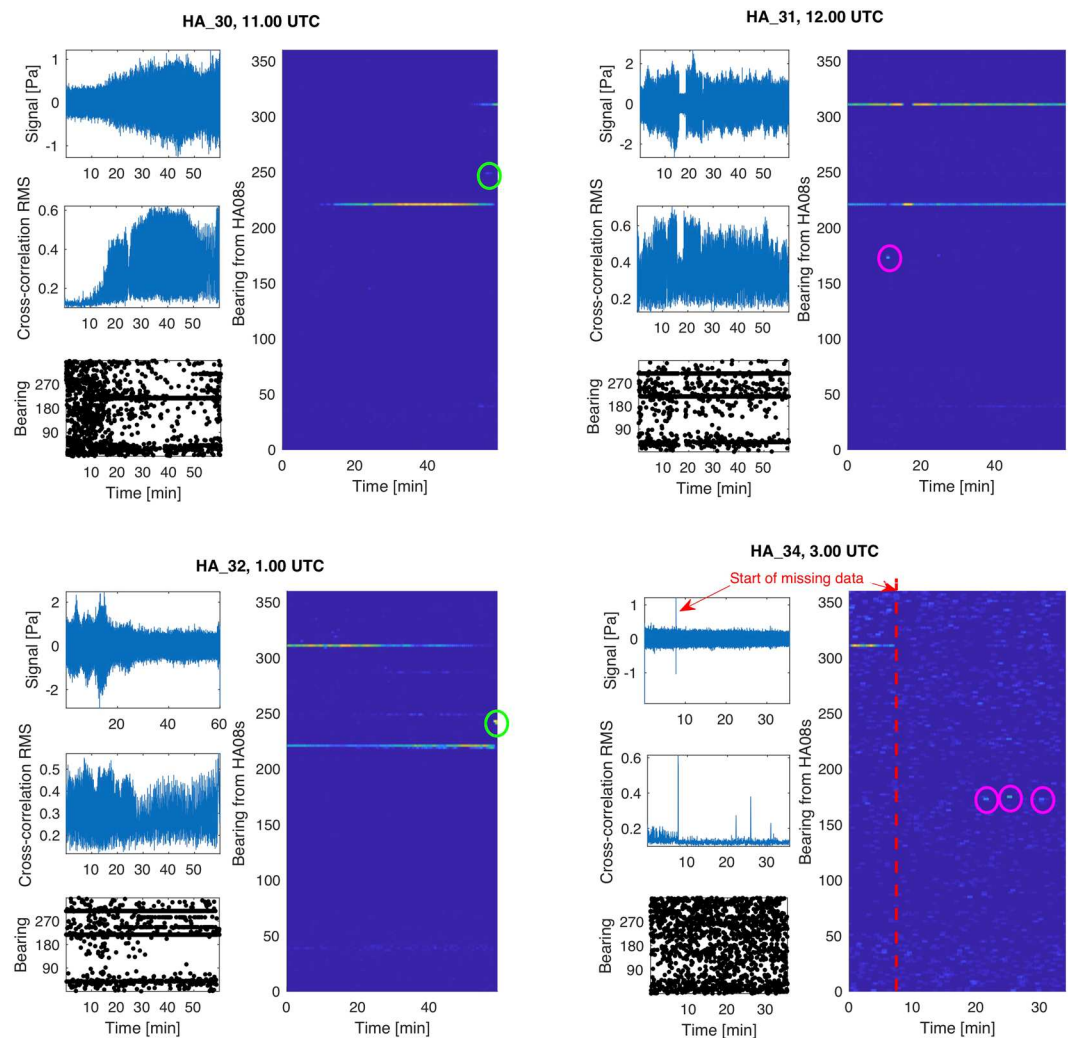 HA_30, 11.00 UTC
Signal [Pa]
1
0
-1
10 20 30 40 50
Cross-correlation RMS
0.6
0.4
0.2
10 20 30 40 50
Bearing
270
180
90
10 20 30 40 50
Time [min]
Bearing from HA08s
350
300
250
200
150
100
50
0
0 20 40
Time [min]
HA_31, 12.00 UTC
Signal [Pa]
2
0
-2
10 20 30 40 50
Cross-correlation RMS
0.6
0.4
0.2
10 20 30 40 50
Bearing
270
180
90
10 20 30 40 50
Time [min]
Bearing from HA08s
350
300
250
200
150
100
50
0
0 20 40
Time [min]
HA_32, 1.00 UTC
Signal [Pa]
2
0
-2
20 40 60
Cross-correlation RMS
0.5
0.4
0.3
0.2
10 20 30 40 50
Bearing
270
180
90
10 20 30 40 50
Time [min]
Bearing from HA08s
350
300
250
200
150
100
50
0
0 20 40
Time [min]
HA_34, 3.00 UTC
Start of missing data
Signal [Pa]
1
0
-1
10 20 30
Cross-correlation RMS
0.6
0.4
0.2
10 20 30
Bearing
270
180
90
10 20 30
Time [min]
Bearing from HA08s
350
300
250
200
150
100
50
0
0 10 20 30
Time [min]